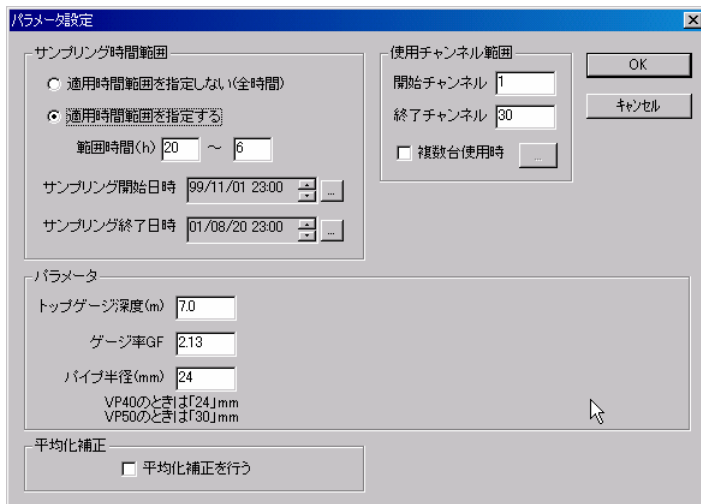 パラメータ設定
サンプリング時間範囲
適用時間範囲を指定しない(全時間)
適用時間範囲を指定する
範囲時間(h) 20 ～ 6
サンプリング開始日時 99/11/01 23:00 ...
サンプリング終了日時 01/08/20 23:00 ...
使用チャンネル範囲
開始チャンネル 1
終了チャンネル 30
複数台使用時 ...
OK
キャンセル
パラメータ
トップゲージ深度(m) 7.0
ゲージ率GF 2.13
パイプ半径(mm) 24
VP40のときは「24」mm
VP50のときは「30」mm
平均化補正
平均化補正を行う